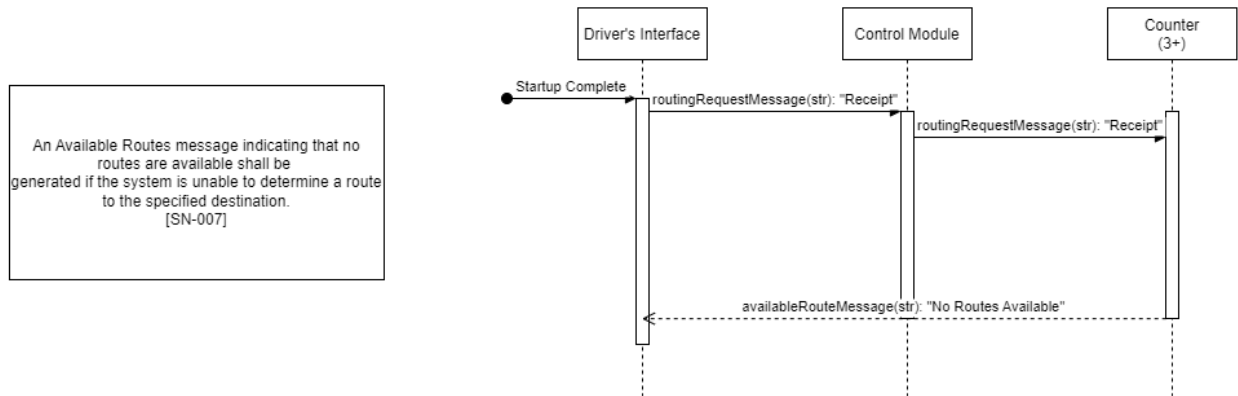 Driver's Interface
Control Module
Counter
(3+)
Startup Complete
routingRequestMessage(str): "Receipt"
routingRequestMessage(str): "Receipt"
An Available Routes message indicating that no
routes are available shall be
generated if the system is unable to determine a route
to the specified destination.
[SN-007]
availableRouteMessage(str): "No Routes Available"